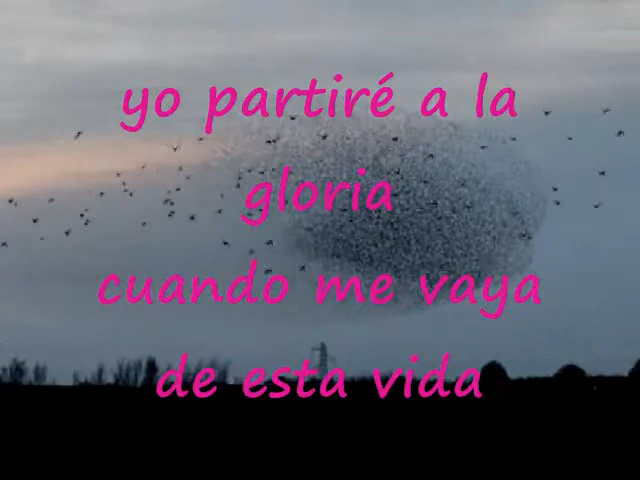 yo partiré a la
gloria
cuando me vaya
de esta vida